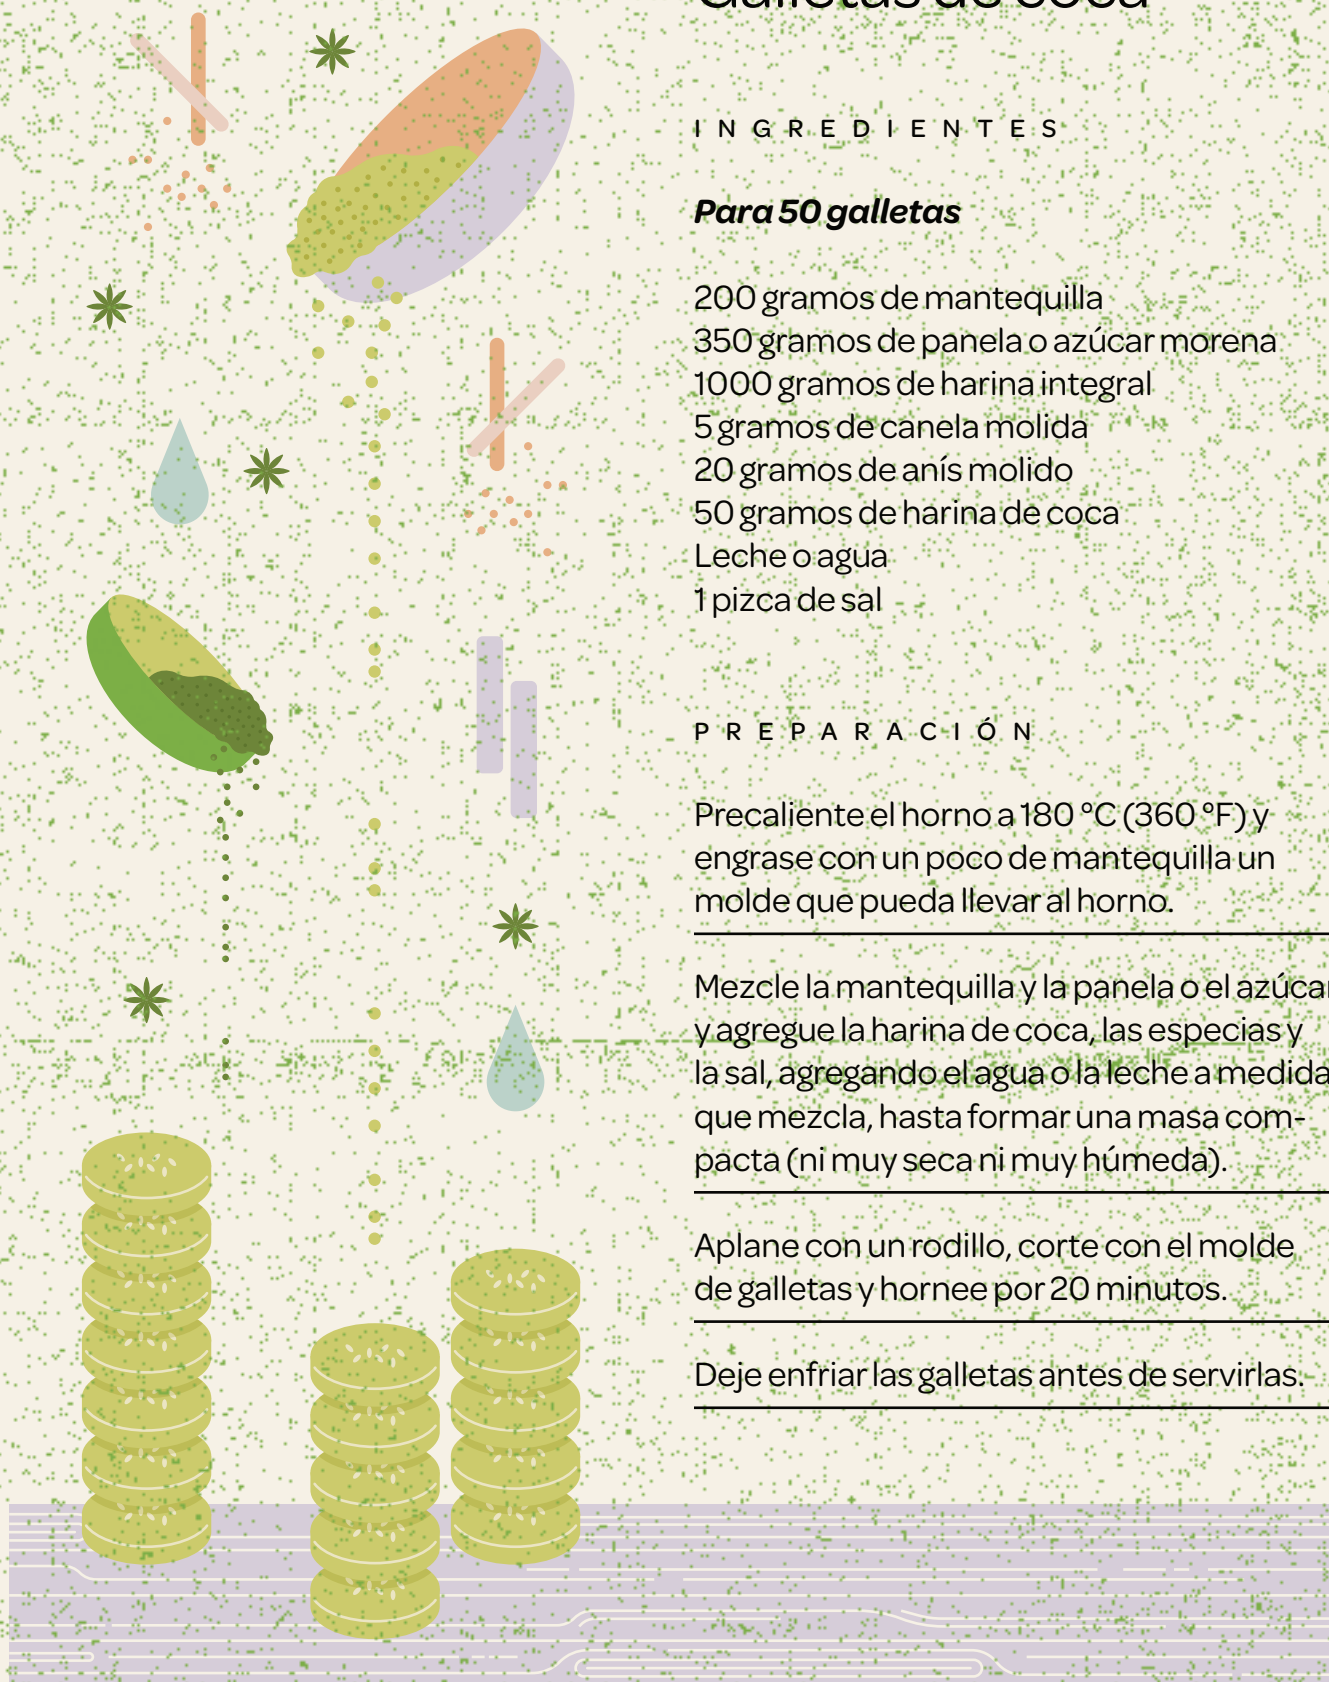 Galletas de coca
INGREDIENTES
Para 50 galletas
200 gramos de mantequilla
350 gramos de panela o azúcar morena
1000 gramos de harina integral
5 gramos de canela molida
20 gramos de anís molido
50 gramos de harina de coca
Leche o agua
1 pizca de sal
PREPARACIÓN
Precaliente el horno a 180 °C (360 °F) y
engrase con un poco de mantequilla un
molde que pueda llevar al horno.
Mezcle la mantequilla y la panela o el azúcar
y agregue la harina de coca, las especias y
la sal, agregando el agua o la leche a medida
que mezcla, hasta formar una masa com-
pacta (ni muy seca ni muy húmeda).
Aplane con un rodillo, corte con el molde
de galletas y hornee por 20 minutos.
Deje enfriar las galletas antes de servirlas.